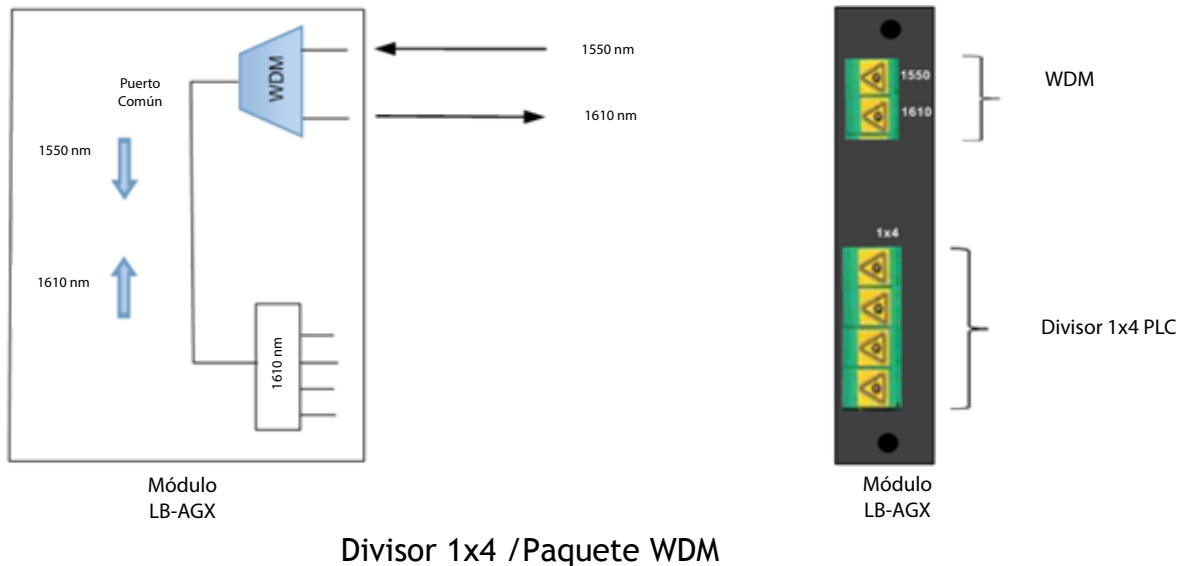 WDM
1550 nm
1610 nm
Puerto
Común
1550 nm
1610 nm
1610 nm
Módulo
LB-AGX
1550
1610
1x4
WDM
Divisor 1x4 PLC
Módulo
LB-AGX
Divisor 1x4 /Paquete WDM